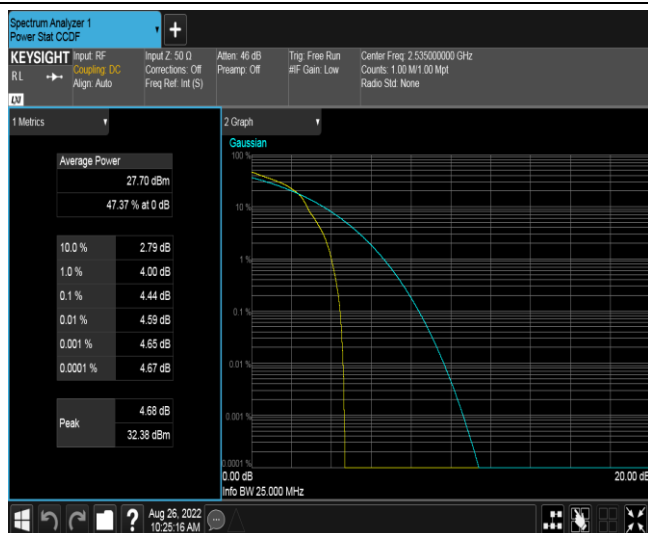 Spectrum Analyzer 1
Power Stat CCDF
+
KEYSIGHT
RL
Input: RF
Coupling: DC
Align: Auto
Input Z: 50 Ω
Corrections: Off
Freq Ref: Int (S)
Atten: 46 dB
Preamp: Off
Trig: Free Run
#IF Gain: Low
Center Freq: 2.535000000 GHz
Counts: 1.00 M/1.00 Mpt
Radio Std: None
LXI
1 Metrics
Average Power
27.70 dBm
47.37 % at 0 dB
10.0 % 2.79 dB
1.0 % 4.00 dB
0.1 % 4.44 dB
0.01 % 4.59 dB
0.001 % 4.65 dB
0.0001 % 4.67 dB
Peak
4.68 dB
32.38 dBm
2 Graph
Gaussian
100 %
10 %
1 %
0.1 %
0.01 %
0.001 %
0.0001 %
0.00 dB
20.00 dB
Info BW 25.000 MHz
?
Aug 26, 2022
10:25:16 AM